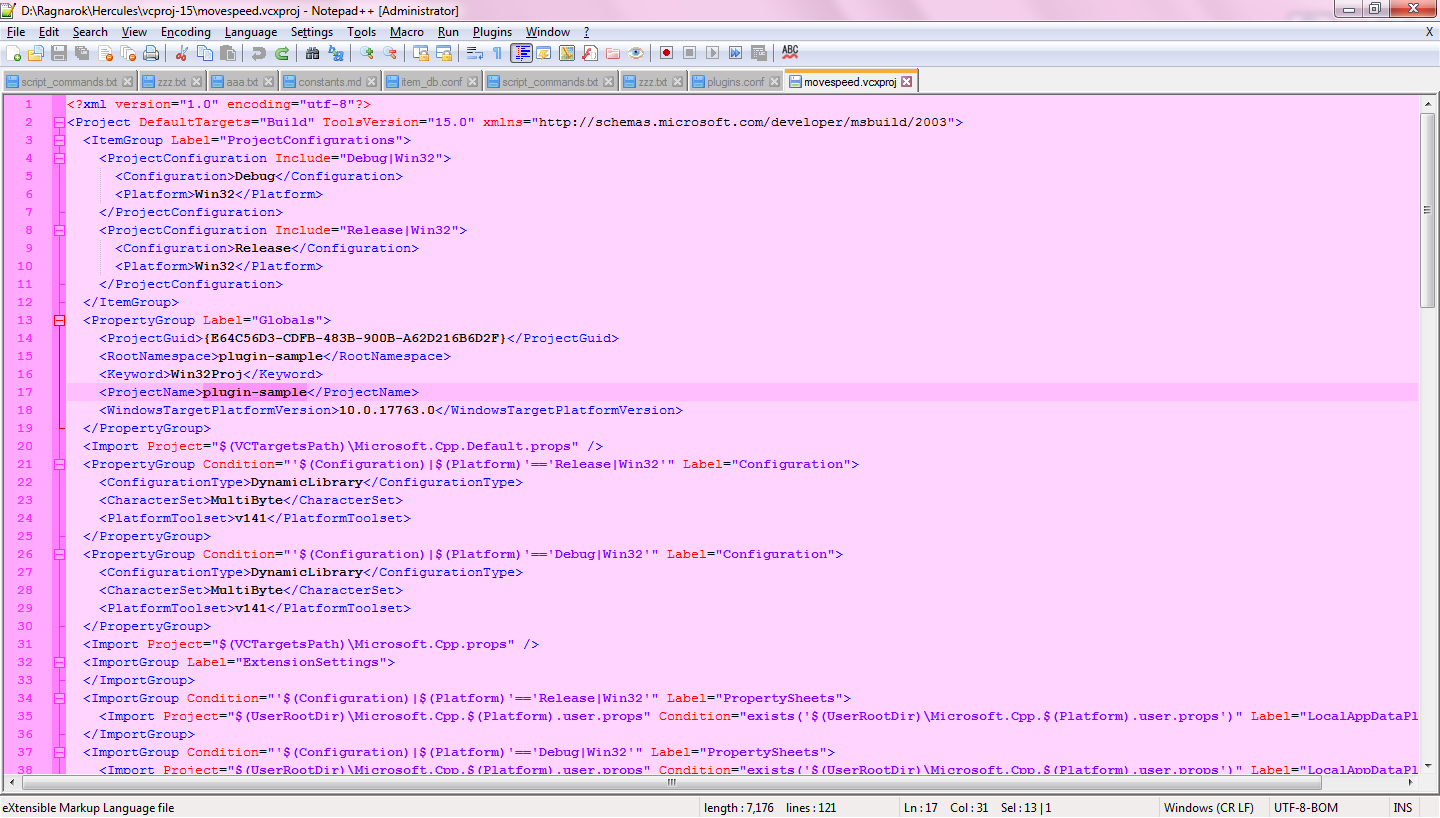 D:\Ragnarok\Hercules\vcproj-15\movespeed.vcxproj - Notepad++ [Administrator]
File Edit Search View Encoding Language Settings Tools Macro Run Plugins Window ? X
script_commands.txt zzz.txt aaa.txt constants.md item_db.conf script_commands.txt zzz.txt plugins.conf movespeed.vcxproj
1 <?xml version="1.0" encoding="utf-8"?>
2 <Project DefaultTargets="Build" ToolsVersion="15.0" xmlns="http://schemas.microsoft.com/developer/msbuild/2003">
3 <ItemGroup Label="ProjectConfigurations">
4 <ProjectConfiguration Include="Debug|Win32">
5 <Configuration>Debug</Configuration>
6 <Platform>Win32</Platform>
7 </ProjectConfiguration>
8 <ProjectConfiguration Include="Release|Win32">
9 <Configuration>Release</Configuration>
10 <Platform>Win32</Platform>
11 </ProjectConfiguration>
12 </ItemGroup>
13 <PropertyGroup Label="Globals">
14 <ProjectGuid>{E64C56D3-CDFB-483B-900B-A62D216B6D2F}</ProjectGuid>
15 <RootNamespace>plugin-sample</RootNamespace>
16 <Keyword>Win32Proj</Keyword>
17 <ProjectName>plugin-sample</ProjectName>
18 <WindowsTargetPlatformVersion>10.0.17763.0</WindowsTargetPlatformVersion>
19 </PropertyGroup>
20 <Import Project="$(VCTargetsPath)\Microsoft.Cpp.Default.props" />
21 <PropertyGroup Condition="'$(Configuration)|$(Platform)'=='Release|Win32'" Label="Configuration">
22 <ConfigurationType>DynamicLibrary</ConfigurationType>
23 <CharacterSet>MultiByte</CharacterSet>
24 <PlatformToolset>v141</PlatformToolset>
25 </PropertyGroup>
26 <PropertyGroup Condition="'$(Configuration)|$(Platform)'=='Debug|Win32'" Label="Configuration">
27 <ConfigurationType>DynamicLibrary</ConfigurationType>
28 <CharacterSet>MultiByte</CharacterSet>
29 <PlatformToolset>v141</PlatformToolset>
30 </PropertyGroup>
31 <Import Project="$(VCTargetsPath)\Microsoft.Cpp.props" />
32 <ImportGroup Label="ExtensionSettings">
33 </ImportGroup>
34 <ImportGroup Condition="'$(Configuration)|$(Platform)'=='Release|Win32'" Label="PropertySheets">
35 <Import Project="$(UserRootDir)\Microsoft.Cpp.$(Platform).user.props" Condition="exists('$(UserRootDir)\Microsoft.Cpp.$(Platform).user.props')" Label="LocalAppDataPl
36 </ImportGroup>
37 <ImportGroup Condition="'$(Configuration)|$(Platform)'=='Debug|Win32'" Label="PropertySheets">
38 <Import Project="$(UserRootDir)\Microsoft.Cpp.$(Platform).user.props" Condition="exists('$(UserRootDir)\Microsoft.Cpp.$(Platform).user.props')" Label="LocalAppDataPl
eXtensible Markup Language file length : 7,176 lines : 121 Ln : 17 Col : 31 Sel : 13 | 1 Windows (CR LF) UTF-8-BOM INS